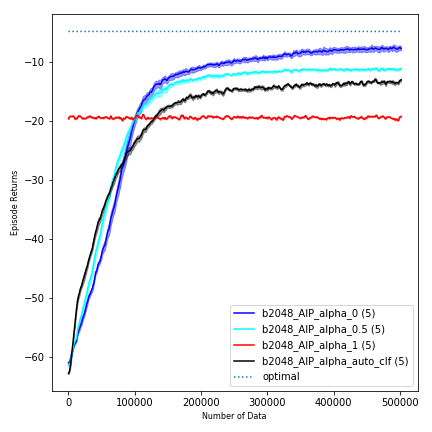 Episode Returns
−10
−20
−30
−40
−50
−60
0
100000
200000
300000
400000
500000
Number of Data
b2048_AIP_alpha_0 (5)
b2048_AIP_alpha_0.5 (5)
b2048_AIP_alpha_1 (5)
b2048_AIP_alpha_auto_clf (5)
optimal